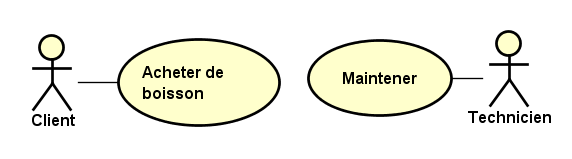 Acheter de
boisson
Maintener
Client
Technicien